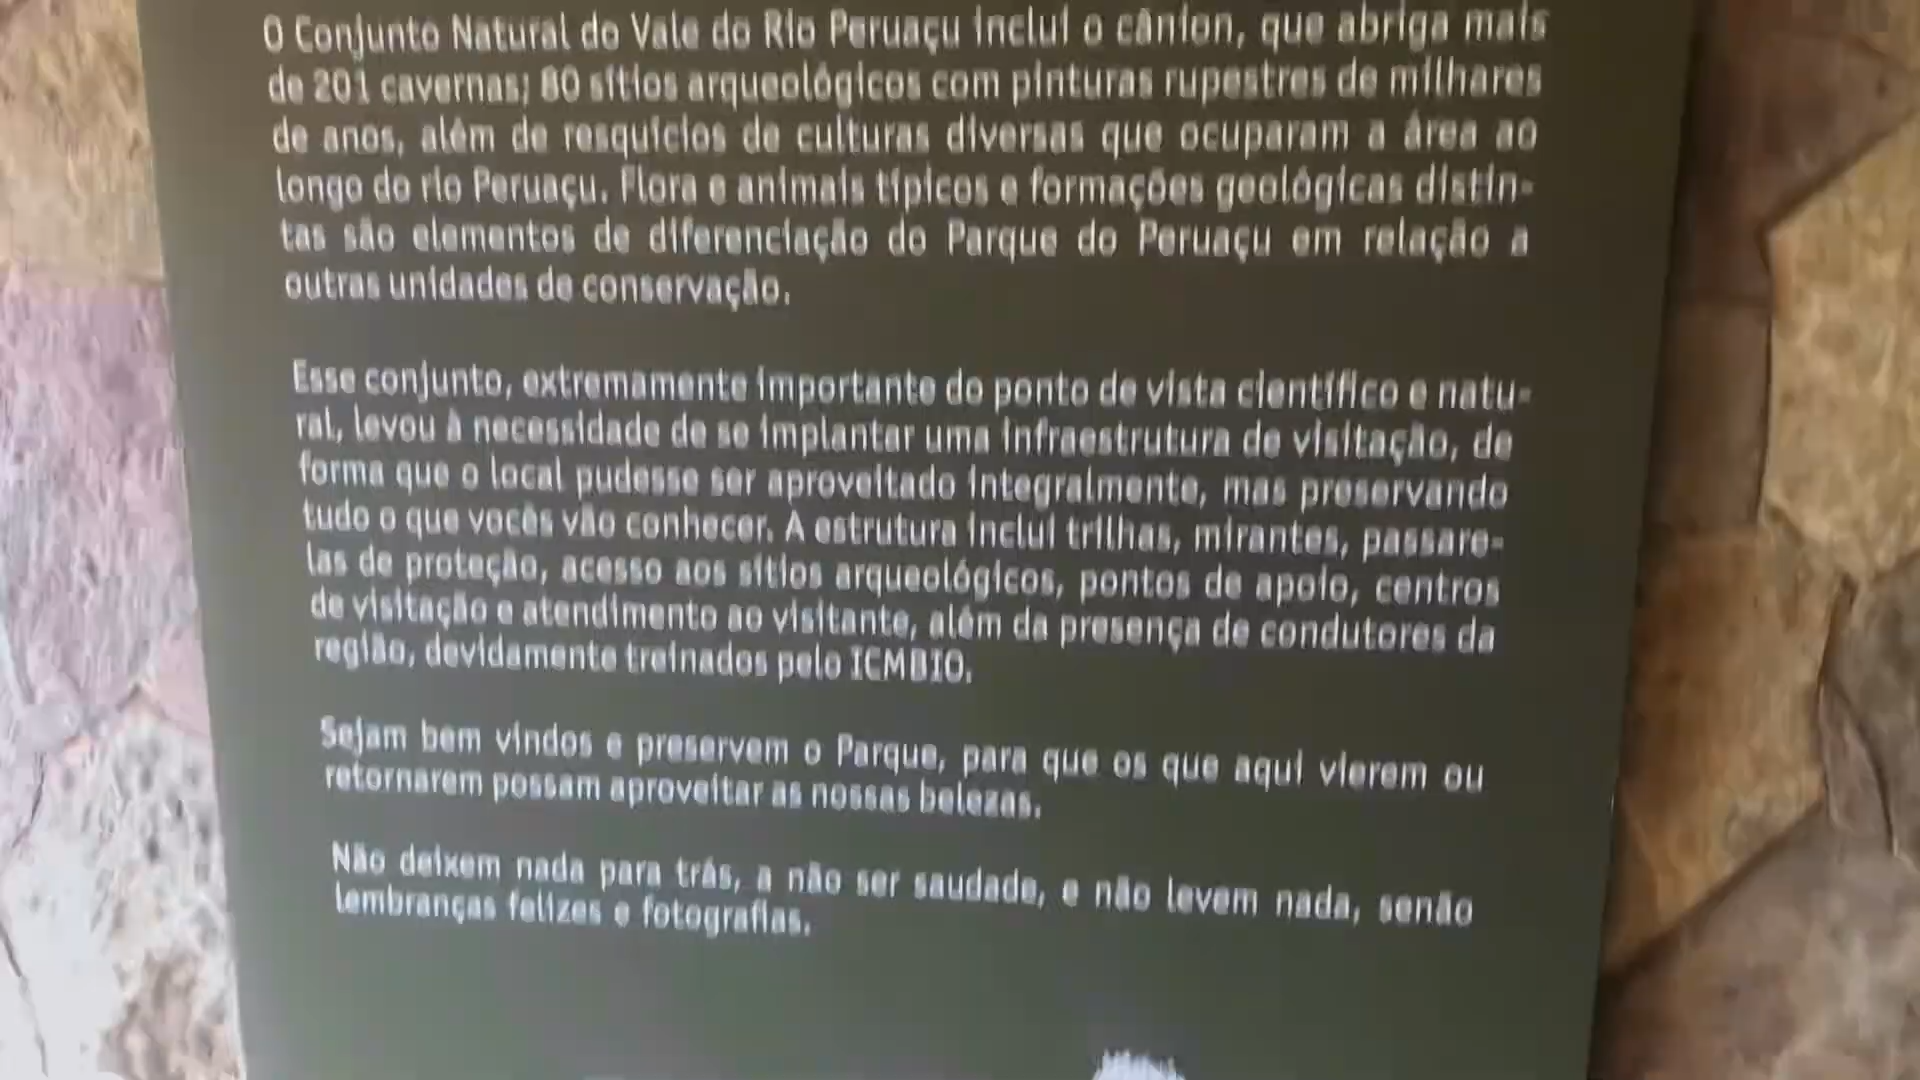 O Conjunto Natural do Vale do Rio Peruaçu inclui o cânion, que abriga mais
de 201 cavernas; 80 sítios arqueológicos com pinturas rupestres de milhares
de anos, além de resquícios de culturas diversas que ocuparam a área ao
longo do rio Peruaçu. Flora e animais típicos e formações geológicas distin-
tas são elementos de diferenciação do Parque do Peruaçu em relação a
outras unidades de conservação.
Esse conjunto, extremamente importante do ponto de vista científico e natu-
ral, levou à necessidade de se implantar uma infraestrutura de visitação, de
forma que o local pudesse ser aproveitado integralmente, mas preservando
tudo o que vocês vão conhecer. A estrutura inclui trilhas, mirantes, passare-
las de proteção, acesso aos sítios arqueológicos, pontos de apoio, centros
de visitação e atendimento ao visitante, além da presença de condutores da
região, devidamente treinados pelo ICMBIO.
Sejam bem vindos e preservem o Parque, para que os que aqui vierem ou
retornarem possam aproveitar as nossas belezas.
Não deixem nada para trás, a não ser saudade, e não levem nada, senão
lembranças felizes e fotografias.